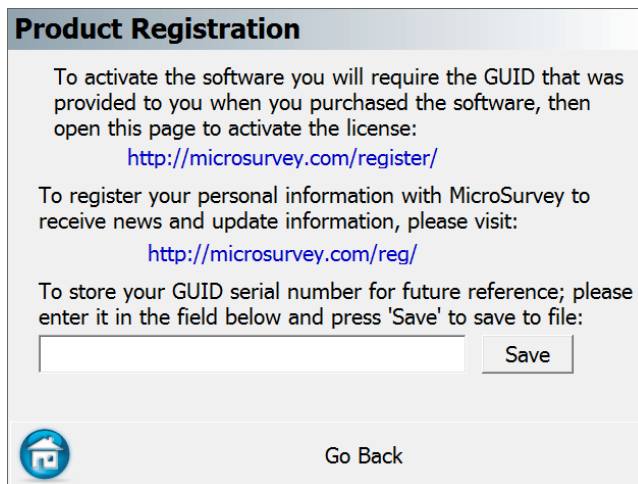 Product Registration
To activate the software you will require the GUID that was
provided to you when you purchased the software, then
open this page to activate the license:
http://microsurvey.com/register/
To register your personal information with MicroSurvey to
receive news and update information, please visit:
http://microsurvey.com/reg/
To store your GUID serial number for future reference; please
enter it in the field below and press 'Save' to save to file:
Save
Go Back